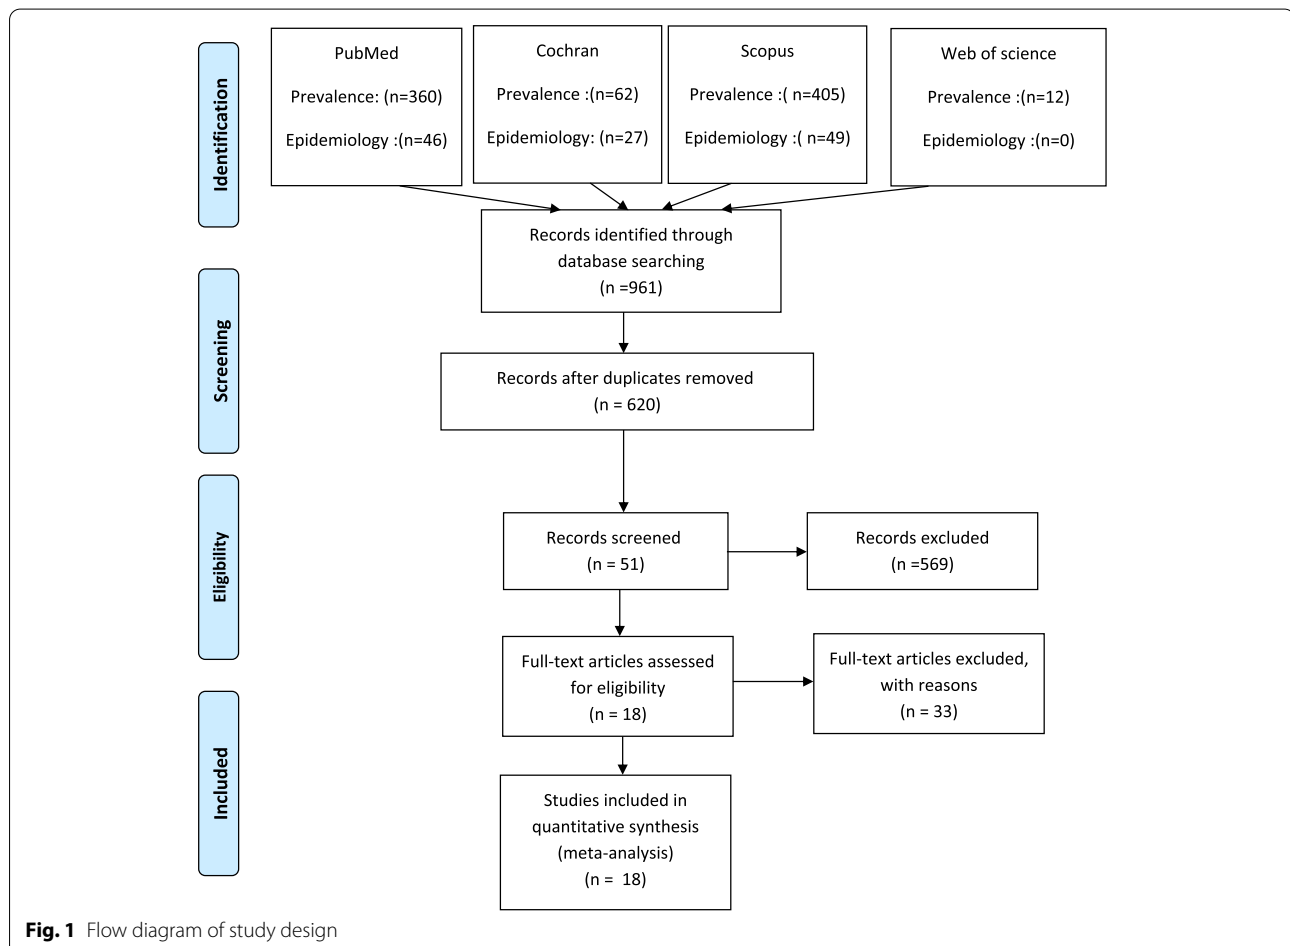 Identification
PubMed
Prevalence: (n=360)
Epidemiology :(n=46)
Cochran
Prevalence :(n=62)
Epidemiology: (n=27)
Scopus
Prevalence :( n=405)
Epidemiology :( n=49)
Web of science
Prevalence :(n=12)
Epidemiology :(n=0)
Records identified through
database searching
(n =961)
Screening
Records after duplicates removed
(n = 620)
Eligibility
Records screened
(n = 51)
Records excluded
(n =569)
Full-text articles assessed
for eligibility
(n = 18)
Full-text articles excluded,
with reasons
(n = 33)
Included
Studies included in
quantitative synthesis
(meta-analysis)
(n = 18)
Fig. 1 Flow diagram of study design